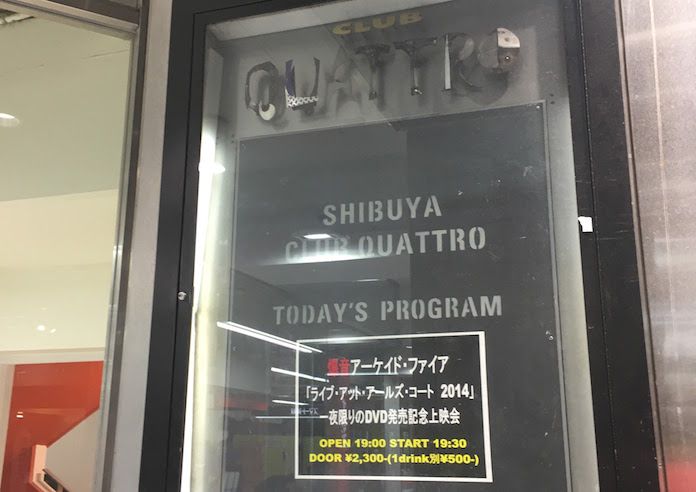 CLUB
QUATTRO
SHIBUYA
CLUB QUATTRO
TODAY'S PROGRAM
爆音アーケイド・ファイア
「ライブ・アット・アールズ・コート 2014」
一夜限りのDVD発売記念上映会
OPEN 19:00 START 19:30
DOOR ¥2,300-(1drink別¥500-)